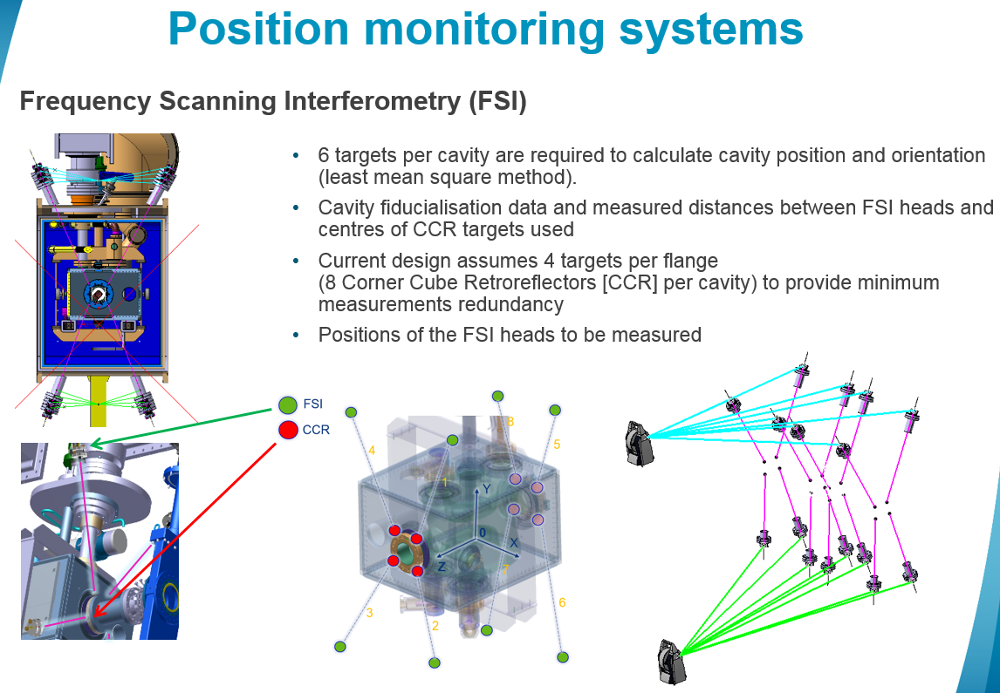 Position monitoring systems
Frequency Scanning Interferometry (FSI)
• 6 targets per cavity are required to calculate cavity position and orientation
(least mean square method).
• Cavity fiducialisation data and measured distances between FSI heads and
centres of CCR targets used
• Current design assumes 4 targets per flange
(8 Corner Cube Retroreflectors [CCR] per cavity) to provide minimum
measurements redundancy
• Positions of the FSI heads to be measured
FSI
CCR
8
5
4
1
Y
0
X
Z
7
6
3
2